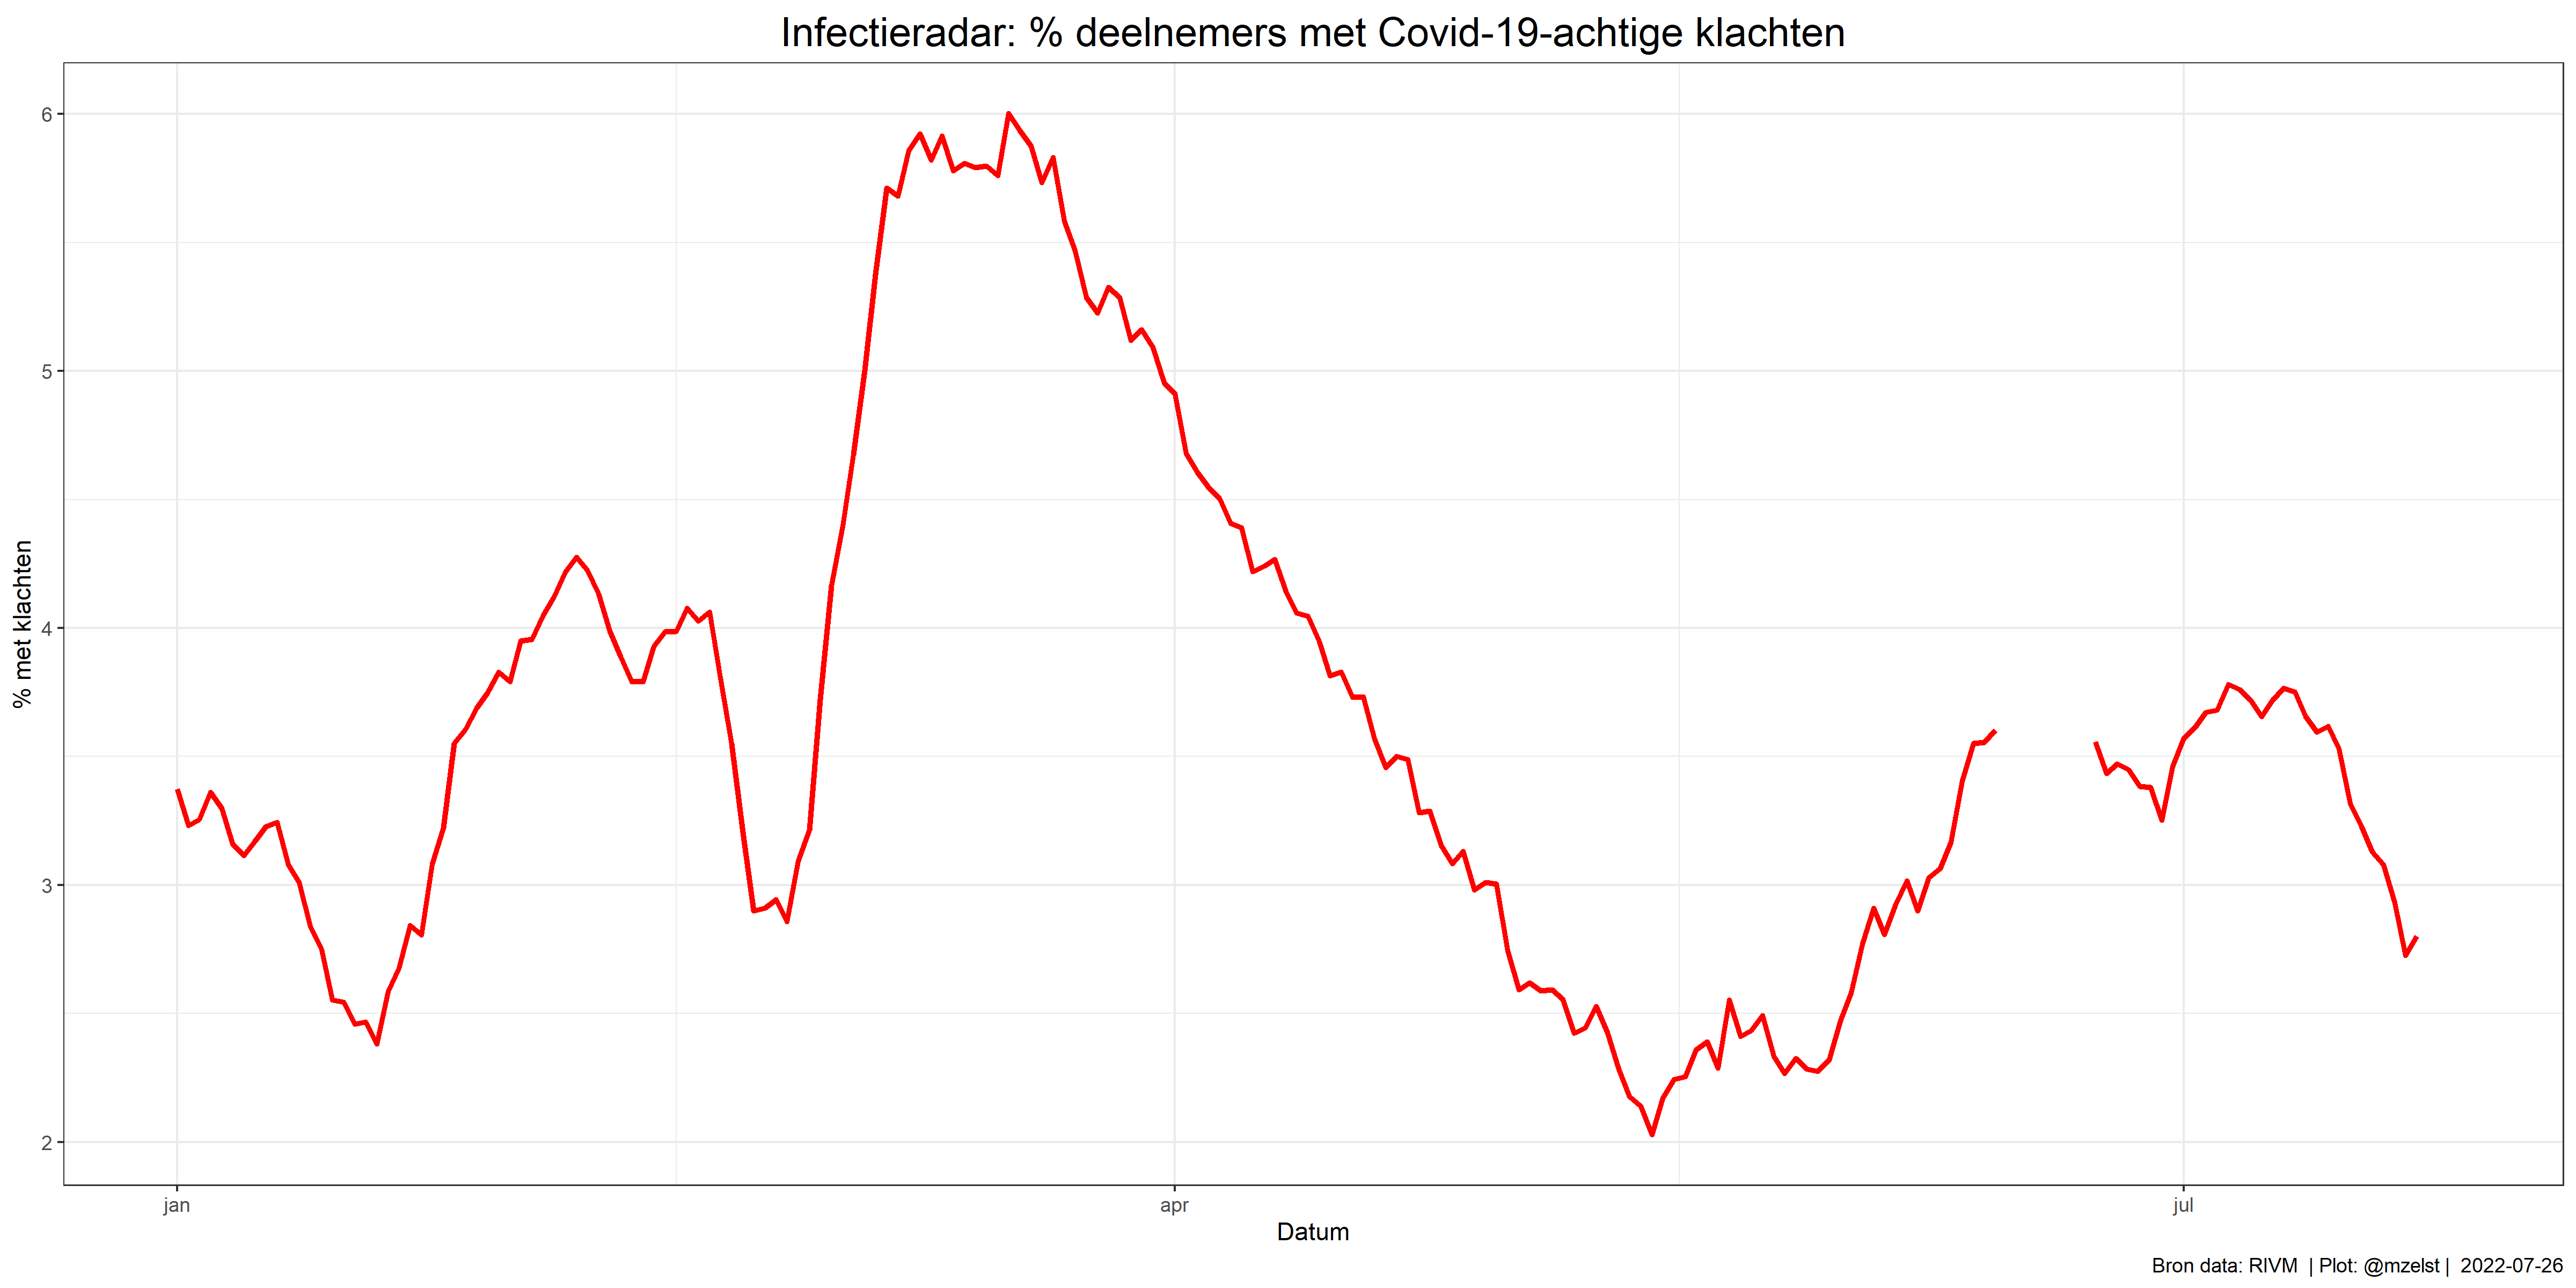 Infectieradar: % deelnemers met Covid-19-achtige klachten
6
5
4
3
2
% met klachten
jan
apr
jul
Datum
Bron data: RIVM | Plot: @mzelst | 2022-07-26